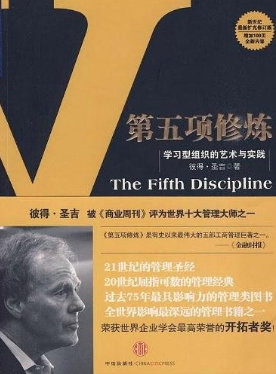 新世纪
最新扩充修订版
增加100页
全新内容
第五项修炼
学习型组织的艺术与实践
彼得·圣吉 著
The Fifth Discipline
彼得·圣吉 被《商业周刊》评为世界十大管理大师之一
《第五项修炼》是有史以来最伟大的五部工商管理巨著之一。
——《金融时报》
21世纪的管理圣经
20世纪屈指可数的管理经典
过去75年最具影响力的管理类图书
全世界影响最深远的管理书籍之一
荣获世界企业学会最高荣誉的开拓者奖！
中信出版社·CHINA CITIC PRESS